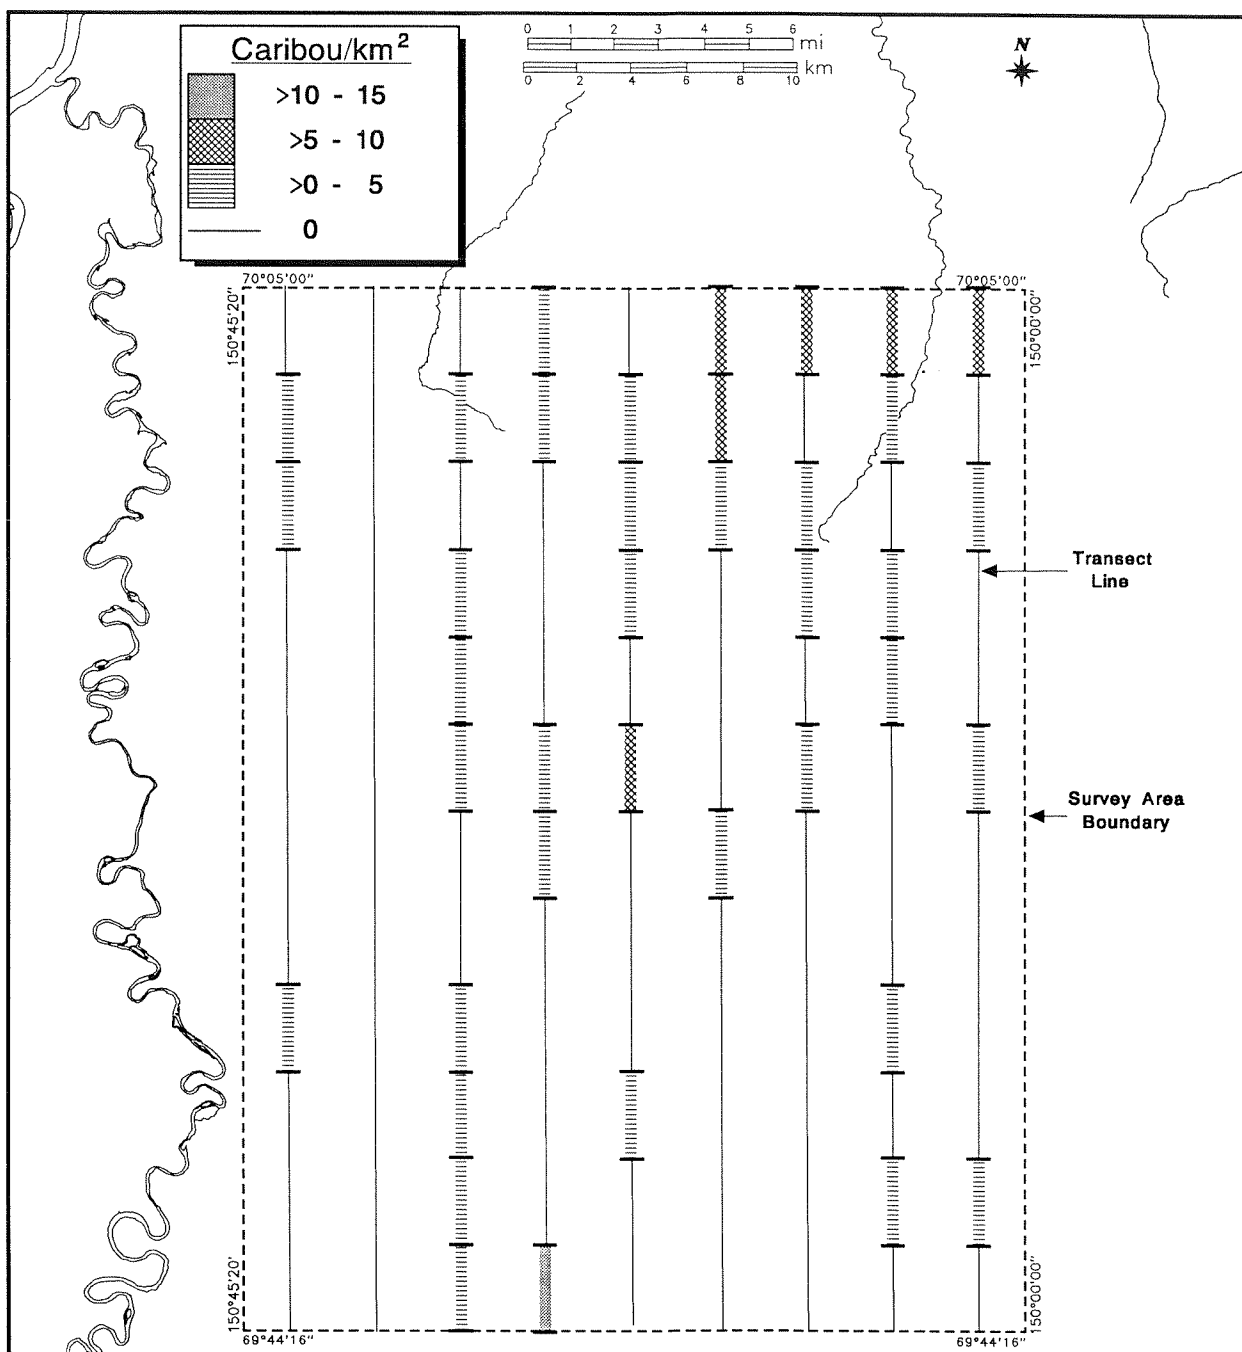 Caribou/km²
>10 - 15
>5 - 10
>0 - 5
0
0 1 2 3 4 5 6 mi
0 2 4 6 8 10 km
N
70°05'00"
70°05'00"
150°45'20"
150°00'00"
Transect
Line
Survey Area
Boundary
150°45'20'
150°00'00"
69°44'16"
69°44'16"